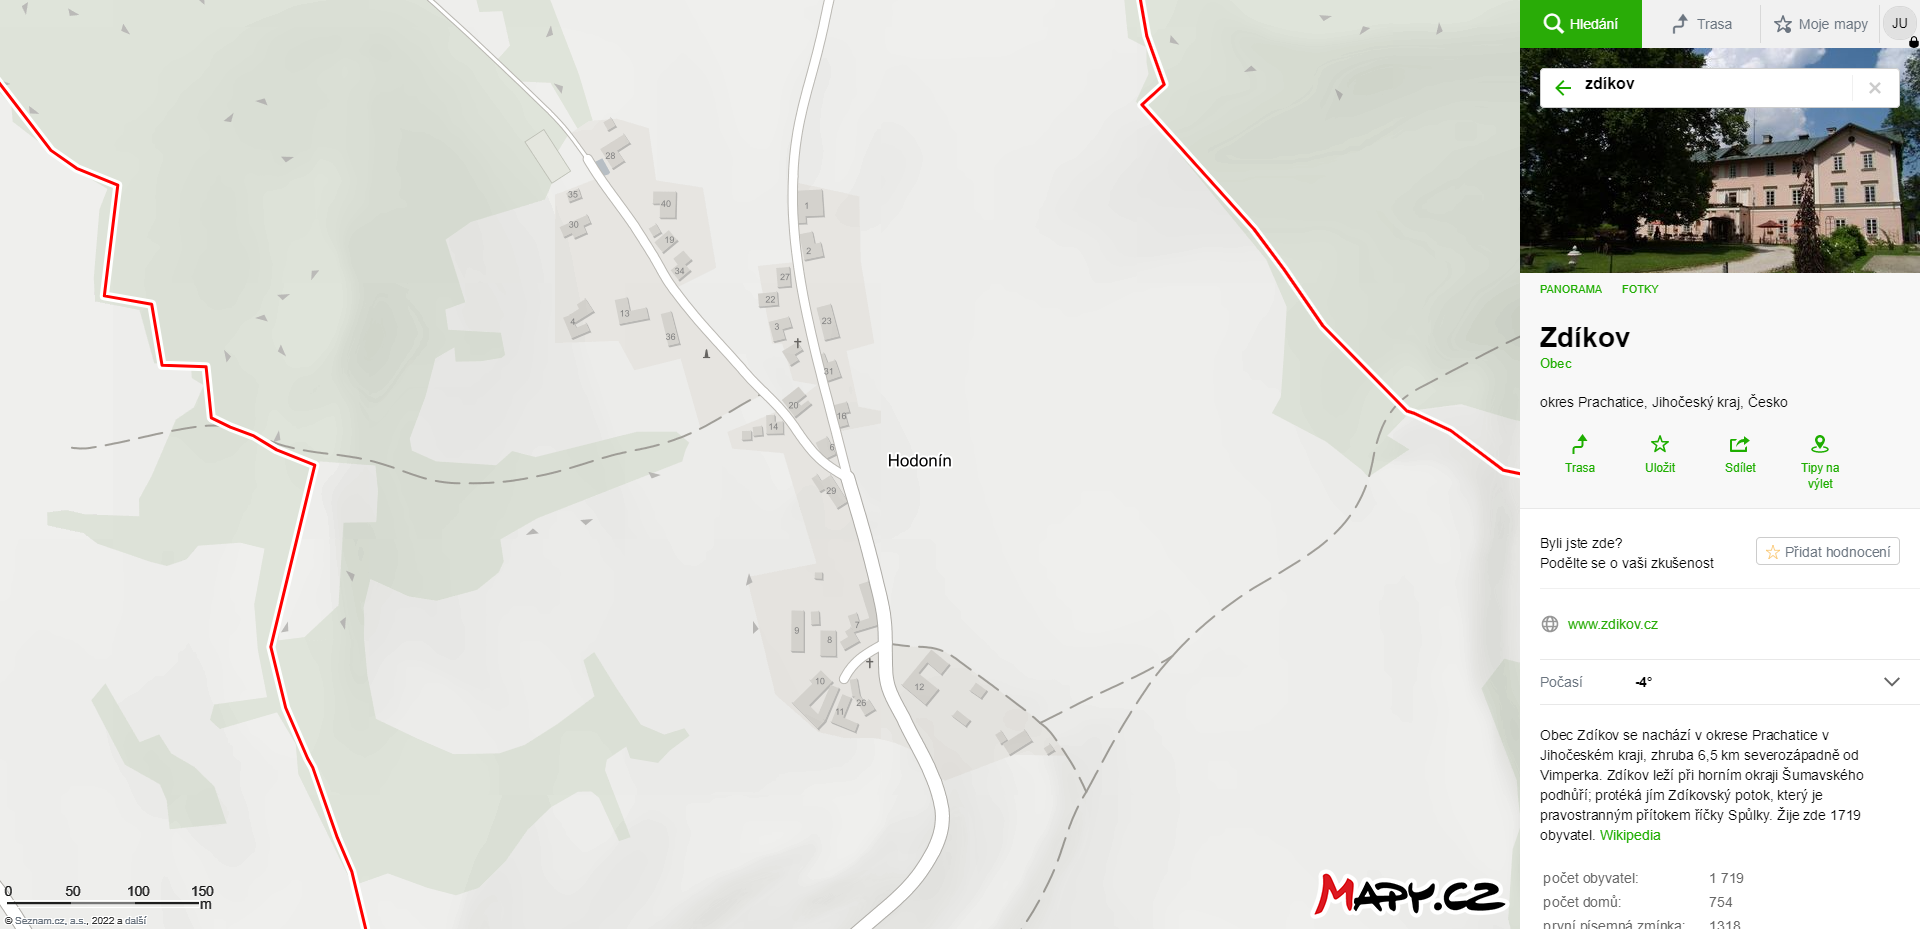 Hledání
Trasa
Moje mapy
JU
zdíkov
PANORAMA FOTKY
Zdíkov
Obec
okres Prachatice, Jihočeský kraj, Česko
Trasa
Uložit
Sdílet
Tipy na
výlet
Byli jste zde?
Podělte se o vaši zkušenost
Přidat hodnocení
www.zdikov.cz
Počasí -4°
Obec Zdíkov se nachází v okrese Prachatice v
Jihočeském kraji, zhruba 6,5 km severozápadně od
Vimperka. Zdíkov leží při horním okraji Šumavského
podhůří; protéká jím Zdíkovský potok, který je
pravostranným přítokem říčky Spůlky. Žije zde 1719
obyvatel. Wikipedia
počet obyvatel: 1 719
počet domů: 754
první písemná zmínka: 1318
28
35
40
1
30
19
2
34
27
22
4
13
3
23
36
31
20
16
14
6
Hodonín
29
9
8
7
10
12
26
11
0 50 100 150
m
© Seznam.cz, a.s., 2022 a další
MAPY.CZ